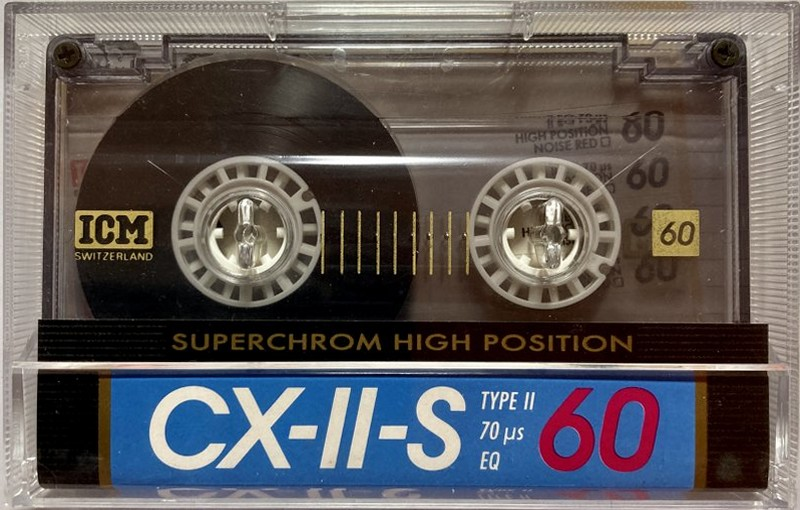 60
HIGH POSITION
NOISE RED
60
ICM
SWITZERLAND
60
60
SUPERCHROM HIGH POSITION
CX-II-S
TYPE II
70 µs
EQ
60